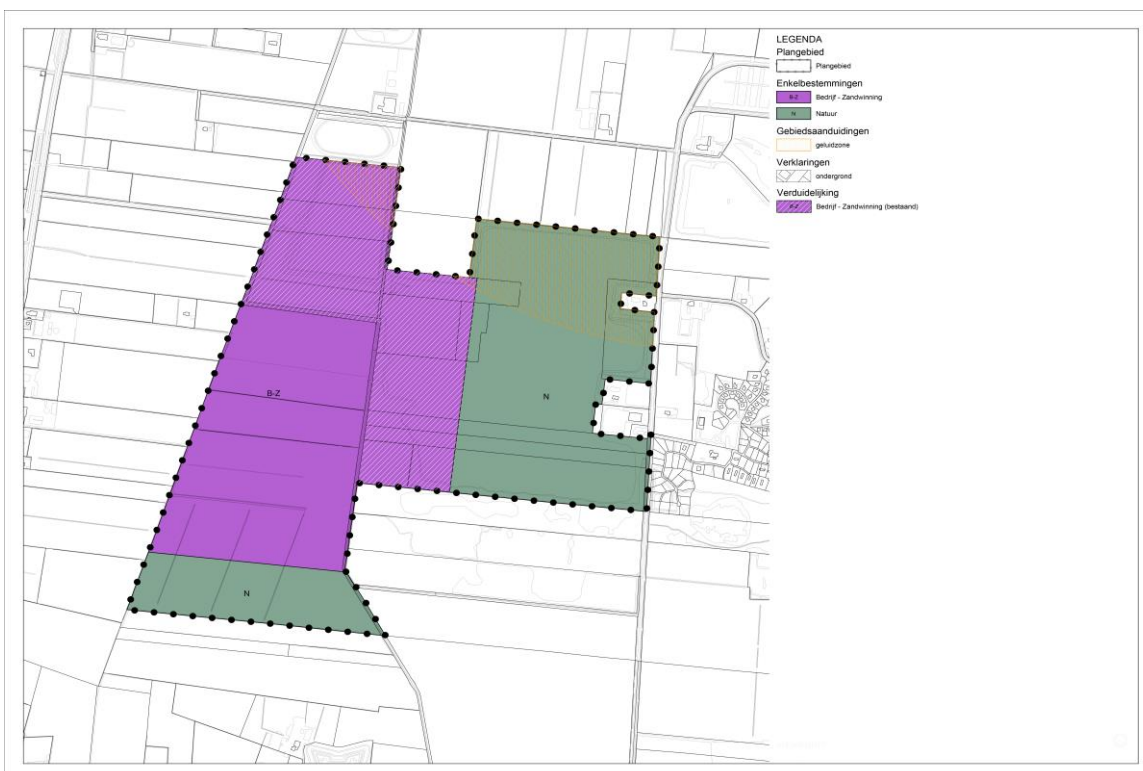 LEGENDA
Plangebied
Plangebied
Enkelbestemmingen
B-Z Bedrijf - Zandwinning
N Natuur
Gebiedsaanduidingen
geluidzone
Verklaringen
ondergrond
Verduidelijking
B-Z Bedrijf - Zandwinning (bestaand)
B-Z
N
N